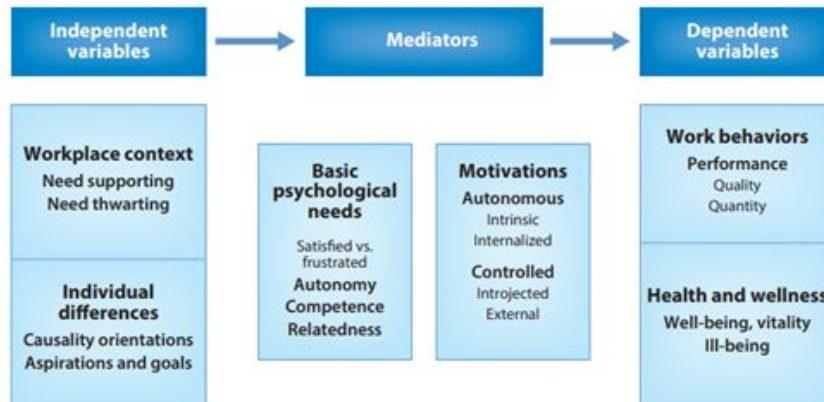 Independent
variables
Mediators
Dependent
variables
Workplace context
Need supporting
Need thwarting
Individual
differences
Causality orientations
Aspirations and goals
Basic
psychological
needs
Satisfied vs.
frustrated
Autonomy
Competence
Relatedness
Motivations
Autonomous
Intrinsic
Internalized
Controlled
Introjected
External
Work behaviors
Performance
Quality
Quantity
Health and wellness
Well-being, vitality
Ill-being